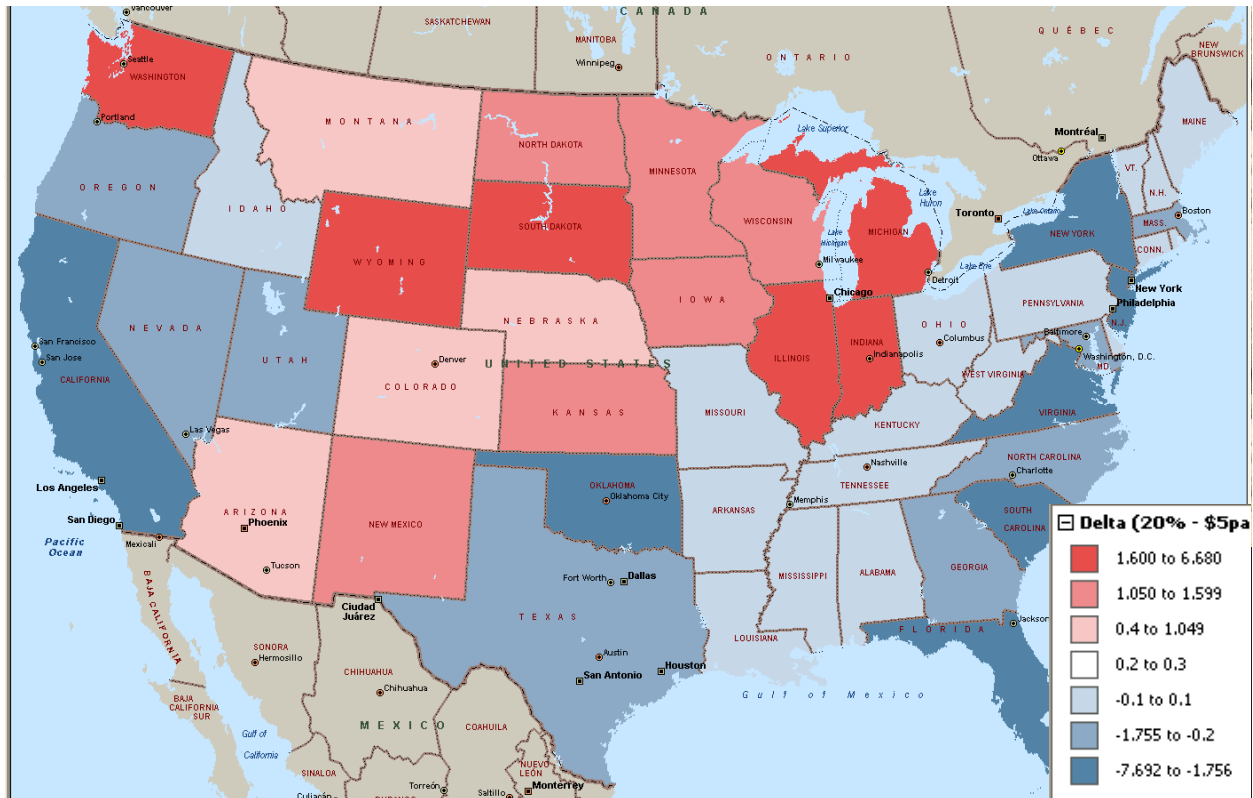 Vancouver
CANADA
SASKATCHEWAN
MANITOBA
Winnipeg
ONTARIO
QUÉBEC
NEW
BRUNSWICK
Seattle
WASHINGTON
Portland
MONTANA
NORTH DAKOTA
MINNESOTA
Lake Superior
Montréal
Ottawa
MAINE
VT.
N.H.
OREGON
IDAHO
SOUTH DAKOTA
WISCONSIN
Lake
Huron
Toronto
Lake Ontario
Boston
MASS.
CONN.
NEW YORK
WYOMING
Lake
Michigan
MICHIGAN
Milwaukee
Lake Erie
Detroit
Chicago
New York
Philadelphia
PENNSYLVANIA
N.J.
IOWA
NEBRASKA
NEVADA
UTAH
San Francisco
San Jose
CALIFORNIA
Denver
COLORADO
UNITED STATES
ILLINOIS
INDIANA
Indianapolis
OHIO
Columbus
Baltimore
Washington, D.C.
MD.
WEST VIRGINIA
VIRGINIA
KANSAS
MISSOURI
KENTUCKY
Las Vegas
Nashville
TENNESSEE
NORTH CAROLINA
Charlotte
Los Angeles
San Diego
ARIZONA
Phoenix
NEW MEXICO
OKLAHOMA
Oklahoma City
ARKANSAS
Memphis
SOUTH
CAROLINA
Pacific
Ocean
Mexicali
Tucson
Fort Worth
Dallas
MISSISSIPPI
ALABAMA
GEORGIA
BAJA CALIFORNIA
Ciudad
Juárez
TEXAS
LOUISIANA
FLORIDA
Jackson
SONORA
Hermosillo
CHIHUAHUA
Chihuahua
Austin
San Antonio
Houston
Gulf of Mexico
BAJA
CALIFORNIA
SUR
MEXICO
COAHUILA
Gulf of
California
SINALOA
NUEVO
LEÓN
Torreón
Saltillo
Monterrey
Culiacán
DURANGO
Delta (20% - $5pa
1.600 to 6.680
1.050 to 1.599
0.4 to 1.049
0.2 to 0.3
-0.1 to 0.1
-1.755 to -0.2
-7.692 to -1.756